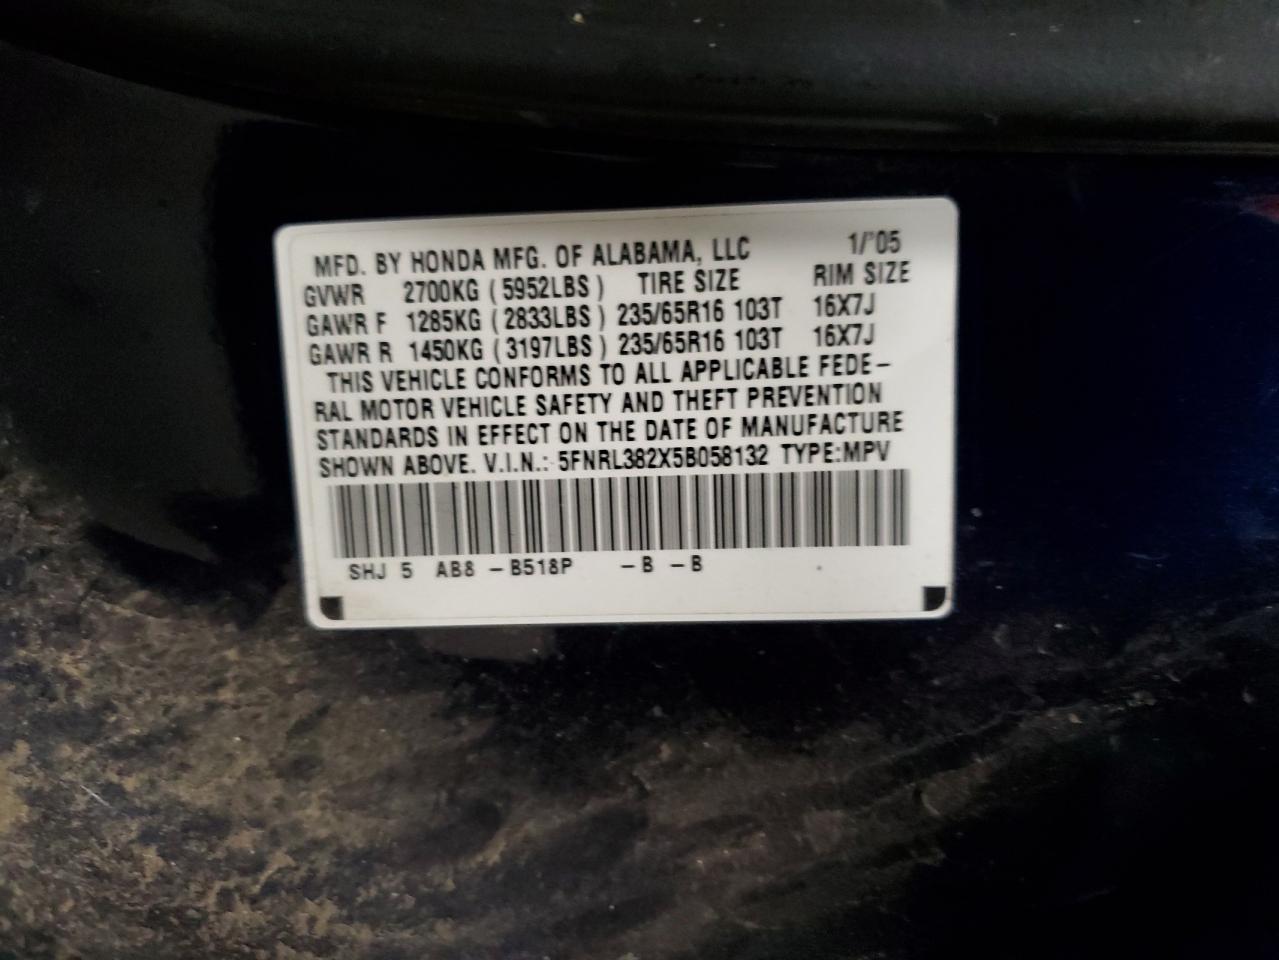 MFD. BY HONDA MFG. OF ALABAMA, LLC 1/'05
GVWR 2700KG (5952LBS) TIRE SIZE RIM SIZE
GAWR F 1285KG (2833LBS) 235/65R16 103T 16X7J
GAWR R 1450KG (3197LBS) 235/65R16 103T 16X7J
THIS VEHICLE CONFORMS TO ALL APPLICABLE FEDE-
RAL MOTOR VEHICLE SAFETY AND THEFT PREVENTION
STANDARDS IN EFFECT ON THE DATE OF MANUFACTURE
SHOWN ABOVE. V.I.N.: 5FNRL382X5B058132 TYPE:MPV
SHJ 5 AB8 -B518P -B -B